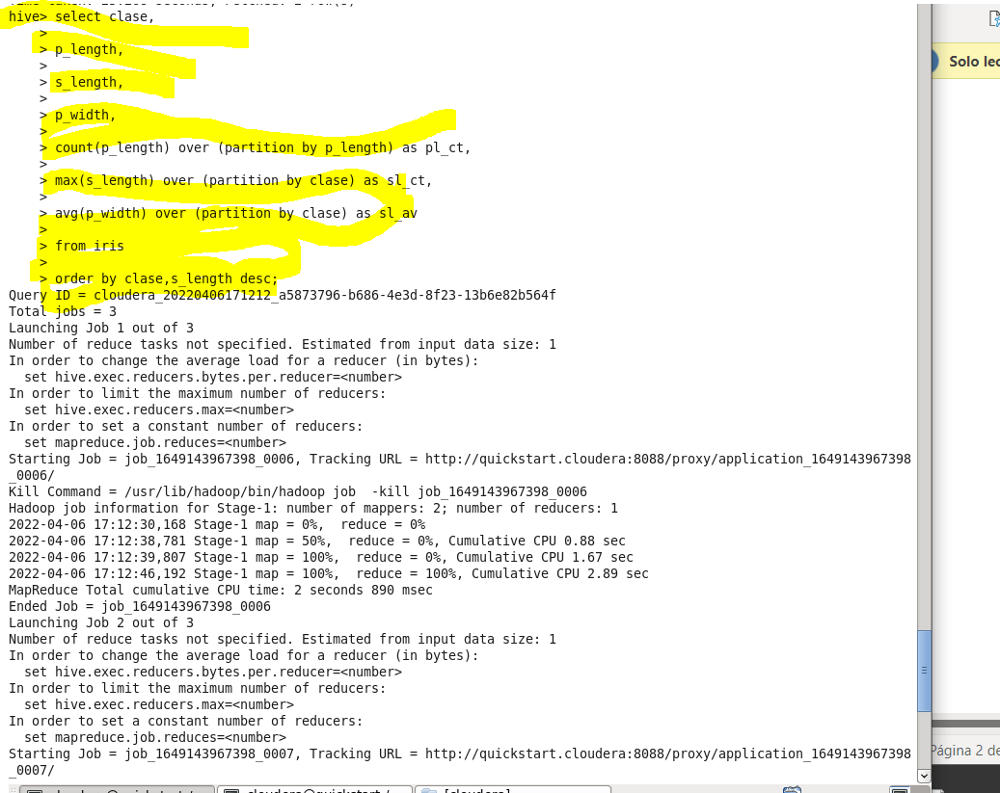 hive> select clase,
>
> p_length,
>
> s_length,
>
> p_width,
>
> count(p_length) over (partition by p_length) as pl_ct,
>
> max(s_length) over (partition by clase) as sl_ct,
>
> avg(p_width) over (partition by clase) as sl_av
>
> from iris
>
> order by clase,s_length desc;
Query ID = cloudera_20220406171212_a5873796-b686-4e3d-8f23-13b6e82b564f
Total jobs = 3
Launching Job 1 out of 3
Number of reduce tasks not specified. Estimated from input data size: 1
In order to change the average load for a reducer (in bytes):
  set hive.exec.reducers.bytes.per.reducer=<number>
In order to limit the maximum number of reducers:
  set hive.exec.reducers.max=<number>
In order to set a constant number of reducers:
  set mapreduce.job.reduces=<number>
Starting Job = job_1649143967398_0006, Tracking URL = http://quickstart.cloudera:8088/proxy/application_1649143967398
_0006/
Kill Command = /usr/lib/hadoop/bin/hadoop job  -kill job_1649143967398_0006
Hadoop job information for Stage-1: number of mappers: 2; number of reducers: 1
2022-04-06 17:12:30,168 Stage-1 map = 0%,  reduce = 0%
2022-04-06 17:12:38,781 Stage-1 map = 50%,  reduce = 0%, Cumulative CPU 0.88 sec
2022-04-06 17:12:39,807 Stage-1 map = 100%,  reduce = 0%, Cumulative CPU 1.67 sec
2022-04-06 17:12:46,192 Stage-1 map = 100%,  reduce = 100%, Cumulative CPU 2.89 sec
MapReduce Total cumulative CPU time: 2 seconds 890 msec
Ended Job = job_1649143967398_0006
Launching Job 2 out of 3
Number of reduce tasks not specified. Estimated from input data size: 1
In order to change the average load for a reducer (in bytes):
  set hive.exec.reducers.bytes.per.reducer=<number>
In order to limit the maximum number of reducers:
  set hive.exec.reducers.max=<number>
In order to set a constant number of reducers:
  set mapreduce.job.reduces=<number>
Starting Job = job_1649143967398_0007, Tracking URL = http://quickstart.cloudera:8088/proxy/application_1649143967398
_0007/
Solo lec
Página 2 de